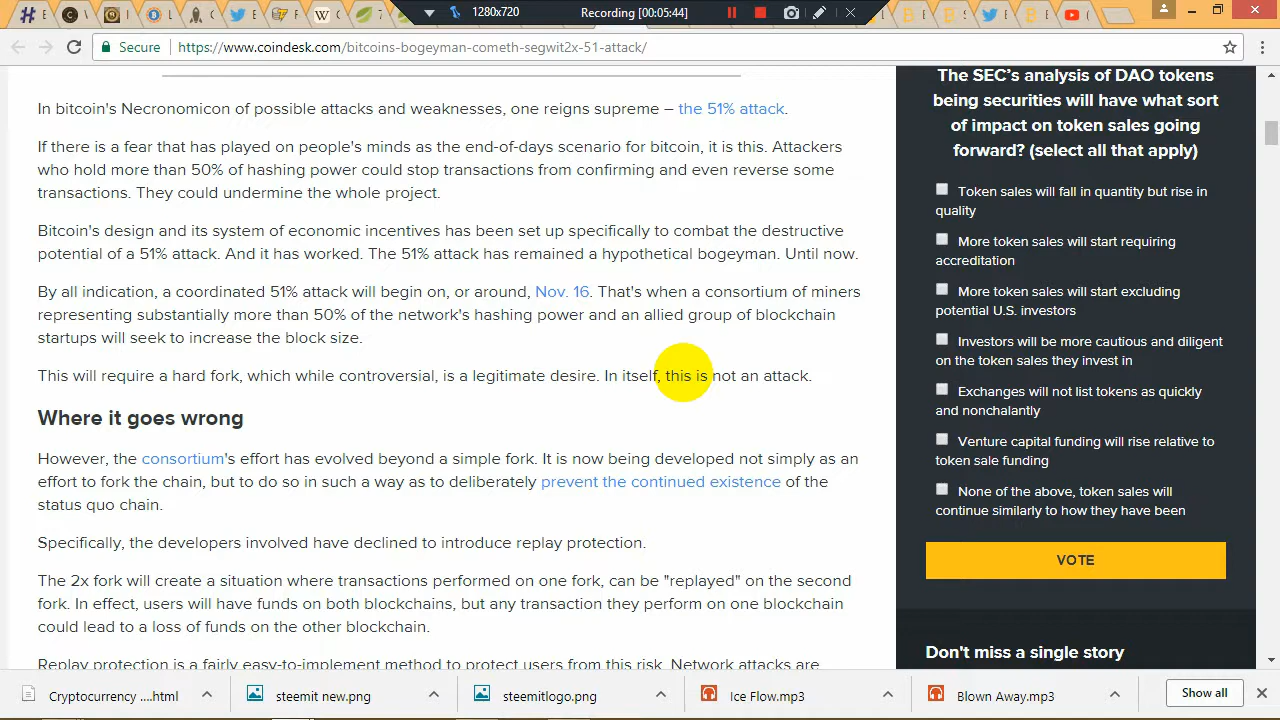 1280x720
Recording [00:05:44]
Secure
https://www.coindesk.com/bitcoins-bogeyman-cometh-segwit2x-51-attack/
In bitcoin's Necronomicon of possible attacks and weaknesses, one reigns supreme – the 51% attack.
If there is a fear that has played on people's minds as the end-of-days scenario for bitcoin, it is this. Attackers
who hold more than 50% of hashing power could stop transactions from confirming and even reverse some
transactions. They could undermine the whole project.
Bitcoin's design and its system of economic incentives has been set up specifically to combat the destructive
potential of a 51% attack. And it has worked. The 51% attack has remained a hypothetical bogeyman. Until now.
By all indication, a coordinated 51% attack will begin on, or around, Nov. 16. That's when a consortium of miners
representing substantially more than 50% of the network's hashing power and an allied group of blockchain
startups will seek to increase the block size.
This will require a hard fork, which while controversial, is a legitimate desire. In itself, this is not an attack.
Where it goes wrong
However, the consortium's effort has evolved beyond a simple fork. It is now being developed not simply as an
effort to fork the chain, but to do so in such a way as to deliberately prevent the continued existence of the
status quo chain.
Specifically, the developers involved have declined to introduce replay protection.
The 2x fork will create a situation where transactions performed on one fork, can be "replayed" on the second
fork. In effect, users will have funds on both blockchains, but any transaction they perform on one blockchain
could lead to a loss of funds on the other blockchain.
Replay protection is a fairly easy-to-implement method to protect users from this risk. Network attacks are
The SEC's analysis of DAO tokens
being securities will have what sort
of impact on token sales going
forward? (select all that apply)
Token sales will fall in quantity but rise in
quality
More token sales will start requiring
accreditation
More token sales will start excluding
potential U.S. investors
Investors will be more cautious and diligent
on the token sales they invest in
Exchanges will not list tokens as quickly
and nonchalantly
Venture capital funding will rise relative to
token sale funding
None of the above, token sales will
continue similarly to how they have been
VOTE
Don't miss a single story
Cryptocurrency ....html
steemit new.png
steemitlogo.png
Ice Flow.mp3
Blown Away.mp3
Show all